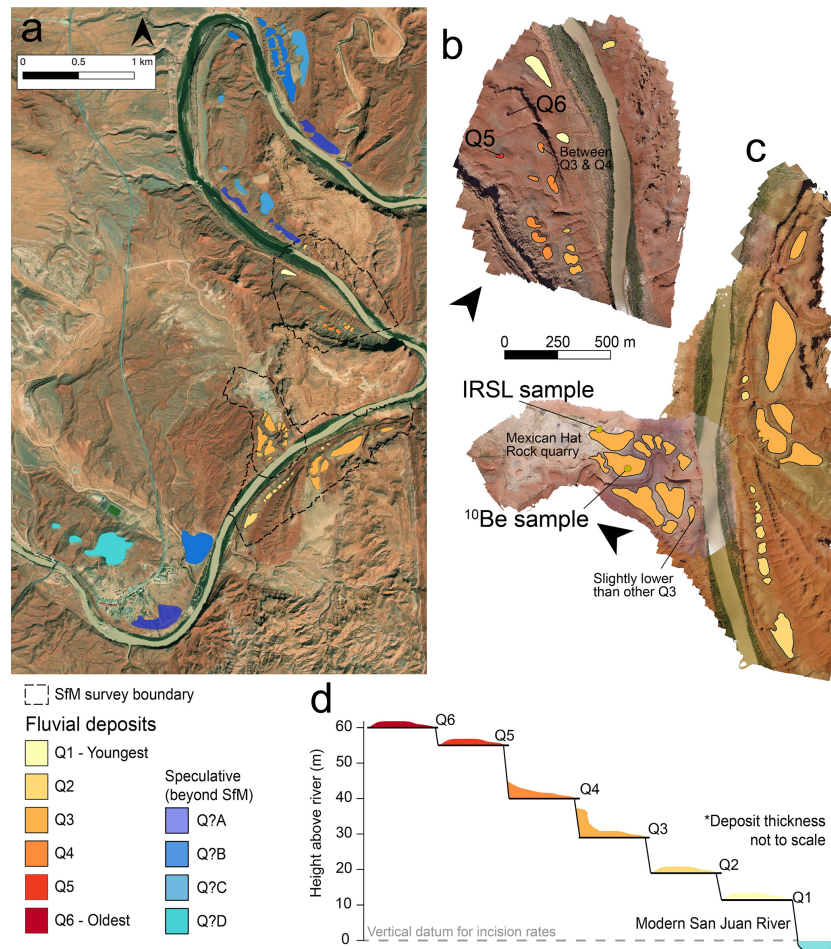 a
0 0.5 1 km
b
Q6
Q5
Between
Q3 & Q4
c
0 250 500 m
IRSL sample
Mexican Hat
Rock quarry
10Be sample
Slightly lower
than other Q3
SfM survey boundary
Fluvial deposits
Q1 - Youngest
Q2
Q3
Q4
Q5
Q6 - Oldest
Speculative
(beyond SfM)
Q?A
Q?B
Q?C
Q?D
d
Height above river (m)
60
40
30
20
10
0
Q6
Q5
Q4
Q3
Q2
Q1
*Deposit thickness
not to scale
Modern San Juan River
Vertical datum for incision rates